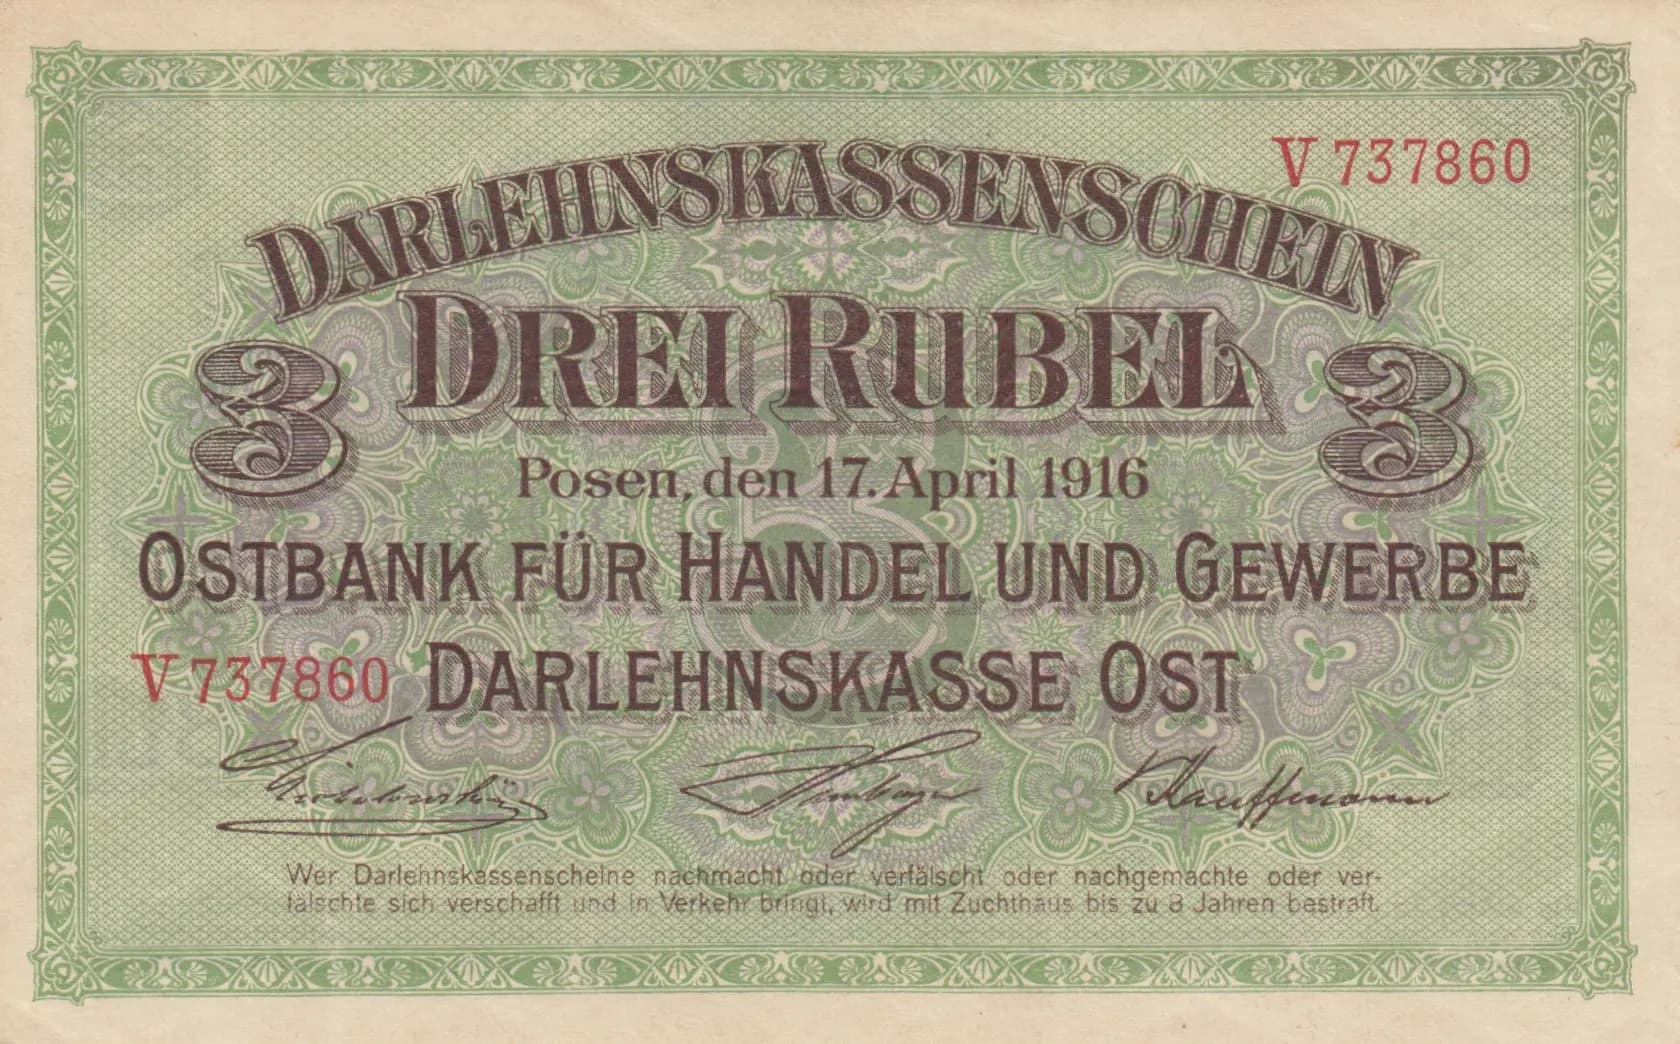 V 737860
DARLEHNSKASSENSCHEIN
DREI RUBEL
3 3
Posen, den 17. April 1916
OSTBANK FÜR HANDEL UND GEWERBE
V 737860 DARLEHNSKASSE OST
Kauffmann
Wer Darlehnskassenscheine nachmacht oder verfälscht oder nachgemachte oder ver-
fälschte sich verschafft und in Verkehr bringt, wird mit Zuchthaus bis zu 8 Jahren bestraft.